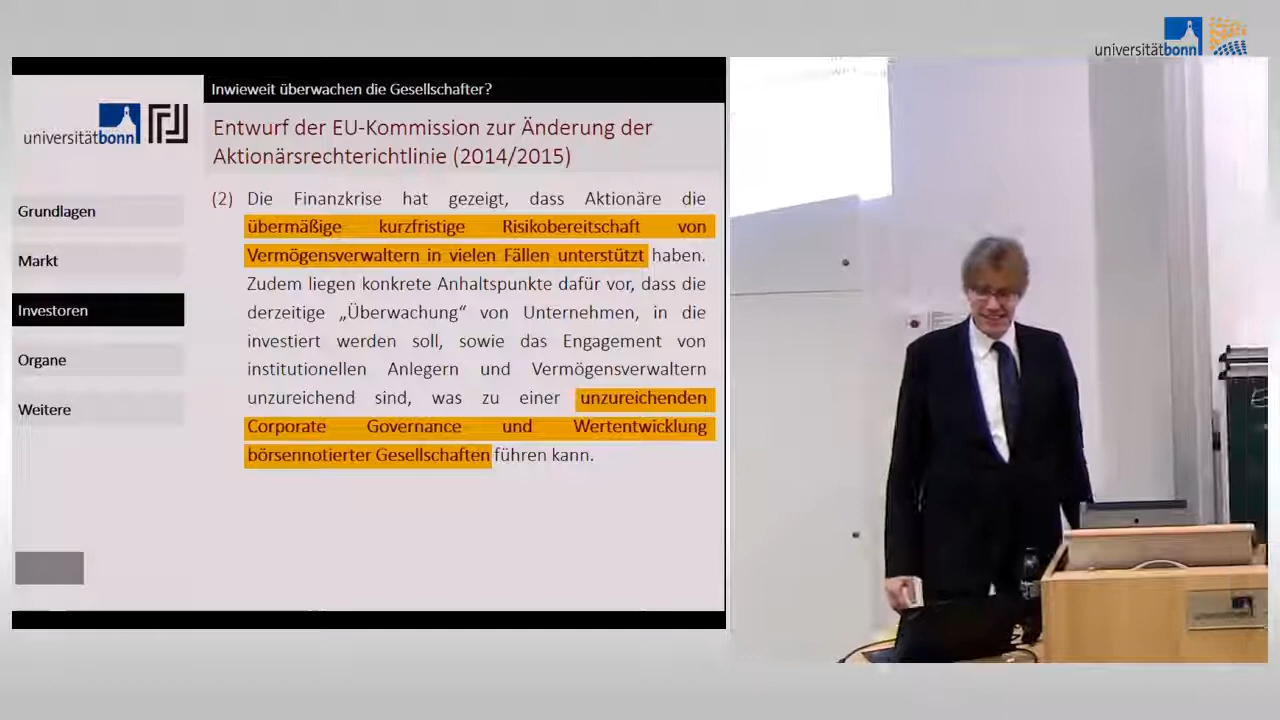 universitätbonn
Inwieweit überwachen die Gesellschafter?
universitätbonn
Entwurf der EU-Kommission zur Änderung der
Aktionärsrechterichtlinie (2014/2015)
Grundlagen
Markt
Investoren
Organe
Weitere
(2) Die Finanzkrise hat gezeigt, dass Aktionäre die
übermäßige kurzfristige Risikobereitschaft von
Vermögensverwaltern in vielen Fällen unterstützt haben.
Zudem liegen konkrete Anhaltspunkte dafür vor, dass die
derzeitige „Überwachung“ von Unternehmen, in die
investiert werden soll, sowie das Engagement von
institutionellen Anlegern und Vermögensverwaltern
unzureichend sind, was zu einer unzureichenden
Corporate Governance und Wertentwicklung
börsennotierter Gesellschaften führen kann.